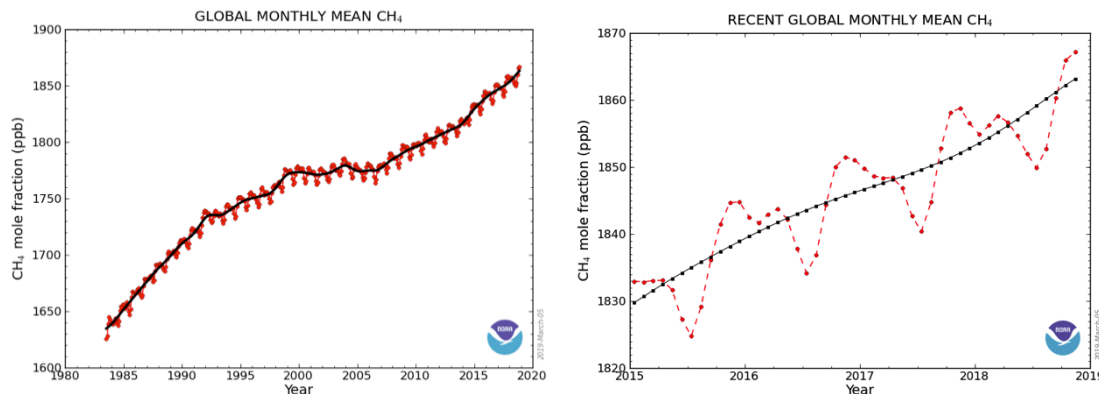 GLOBAL MONTHLY MEAN CH₄
1900
1850
1800
1750
1700
1650
1600
CH₄ mole fraction (ppb)
1980 1985 1990 1995 2000 2005 2010 2015 2020
Year
NOAA
2019-March-05
RECENT GLOBAL MONTHLY MEAN CH₄
1870
1860
1850
1840
1830
1820
CH₄ mole fraction (ppb)
2015 2016 2017 2018 2019
Year
NOAA
2019-March-05